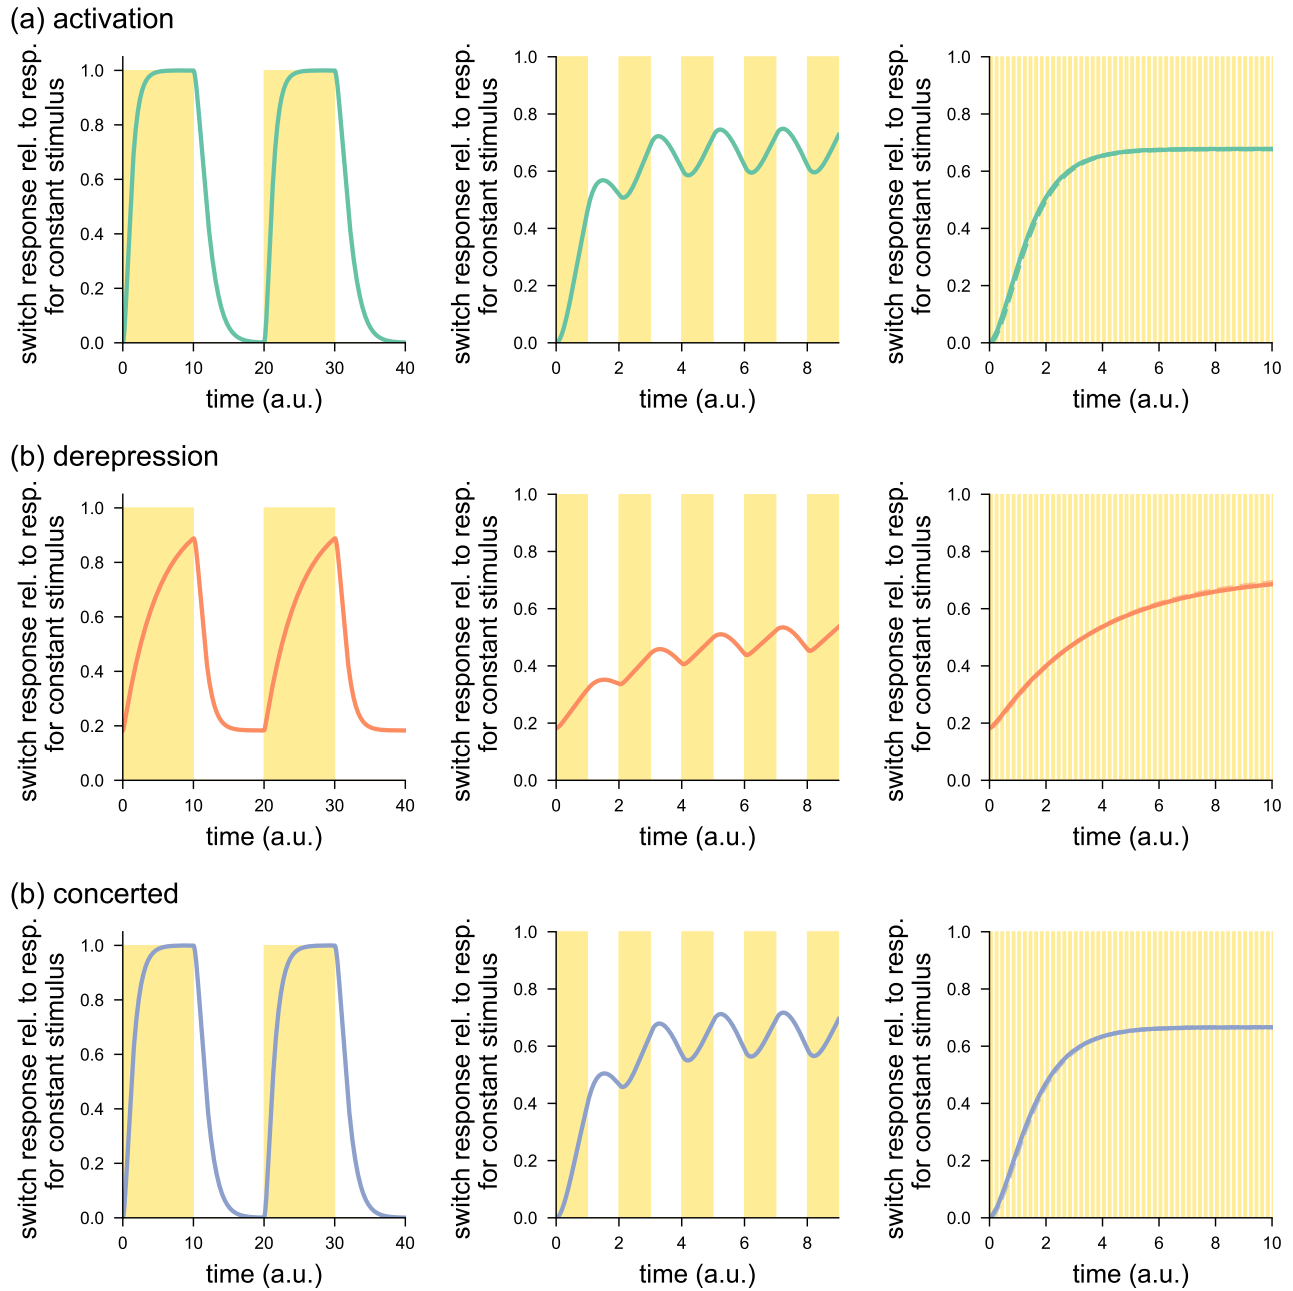 (a) activation
switch response rel. to resp.
for constant stimulus
1.0
0.8
0.6
0.4
0.2
0.0
0 10 20 30 40
time (a.u.)
switch response rel. to resp.
for constant stimulus
1.0
0.8
0.6
0.4
0.2
0.0
0 2 4 6 8
time (a.u.)
switch response rel. to resp.
for constant stimulus
1.0
0.8
0.6
0.4
0.2
0.0
0 2 4 6 8 10
time (a.u.)
(b) derepression
switch response rel. to resp.
for constant stimulus
1.0
0.8
0.6
0.4
0.2
0.0
0 10 20 30 40
time (a.u.)
switch response rel. to resp.
for constant stimulus
1.0
0.8
0.6
0.4
0.2
0.0
0 2 4 6 8
time (a.u.)
switch response rel. to resp.
for constant stimulus
1.0
0.8
0.6
0.4
0.2
0.0
0 2 4 6 8 10
time (a.u.)
(b) concerted
switch response rel. to resp.
for constant stimulus
1.0
0.8
0.6
0.4
0.2
0.0
0 10 20 30 40
time (a.u.)
switch response rel. to resp.
for constant stimulus
1.0
0.8
0.6
0.4
0.2
0.0
0 2 4 6 8
time (a.u.)
switch response rel. to resp.
for constant stimulus
1.0
0.8
0.6
0.4
0.2
0.0
0 2 4 6 8 10
time (a.u.)